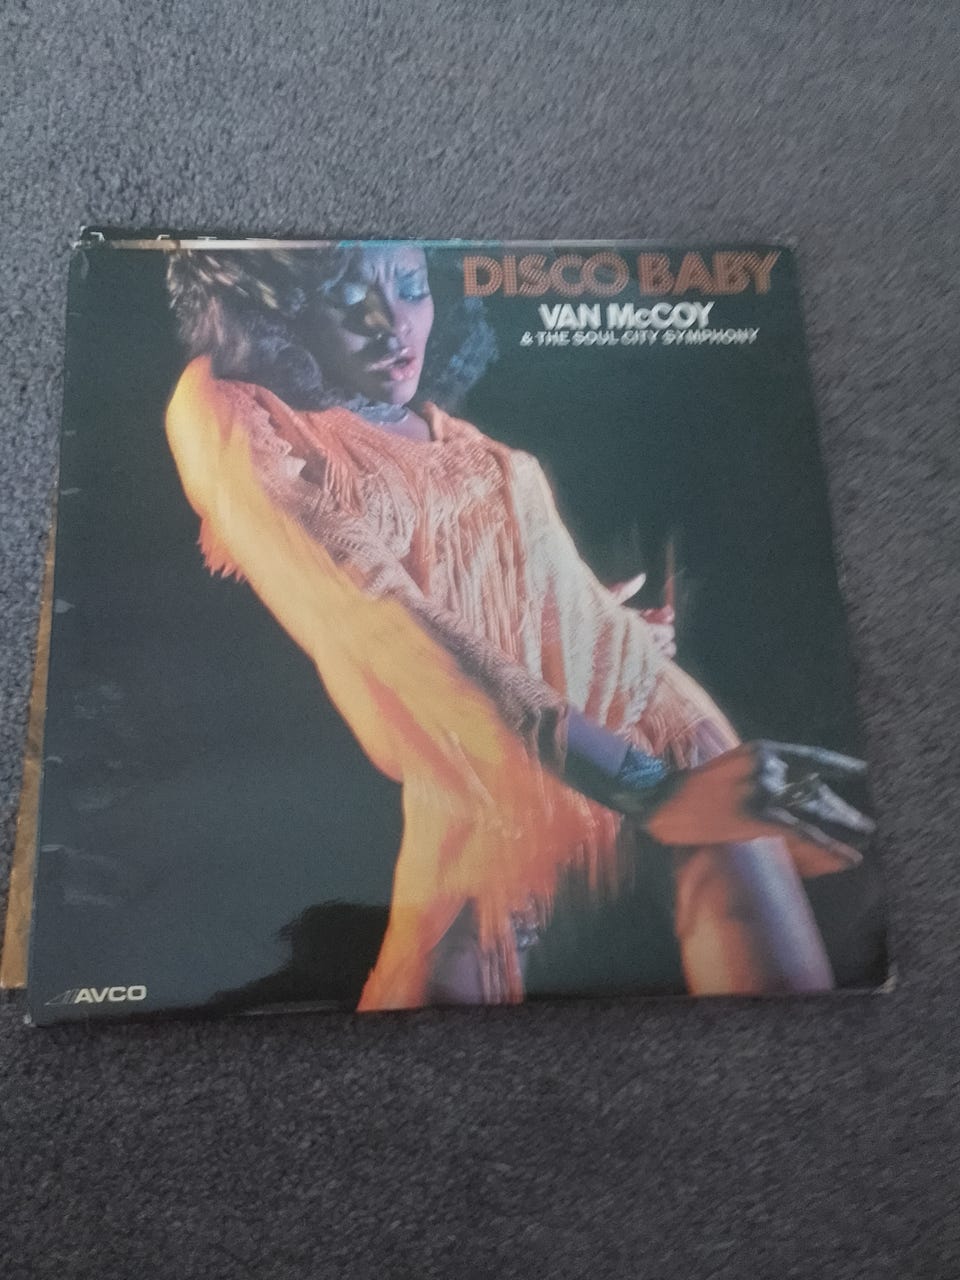 DISCO BABY
VAN McCOY
& THE SOUL CITY SYMPHONY
AVCO